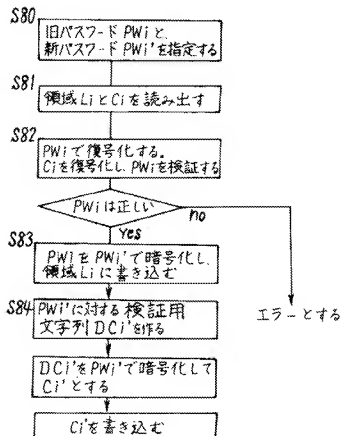 S80
旧パスワードPWiと、
新パスワードPWi'を指定する
S81
領域LiとCiを読み出す
S82
PWiで復号化する。
Ciを復号化し、PWiを検証する
PWiは正しい
no
yes
S83
PWiをPWi'で暗号化し、
領域Liに書き込む
S84
PWi'に対する検証用
文字列DCi'を作る
エラーとする
DCi'をPWi'で暗号化して
Ci'とする
Ci'を書き込む